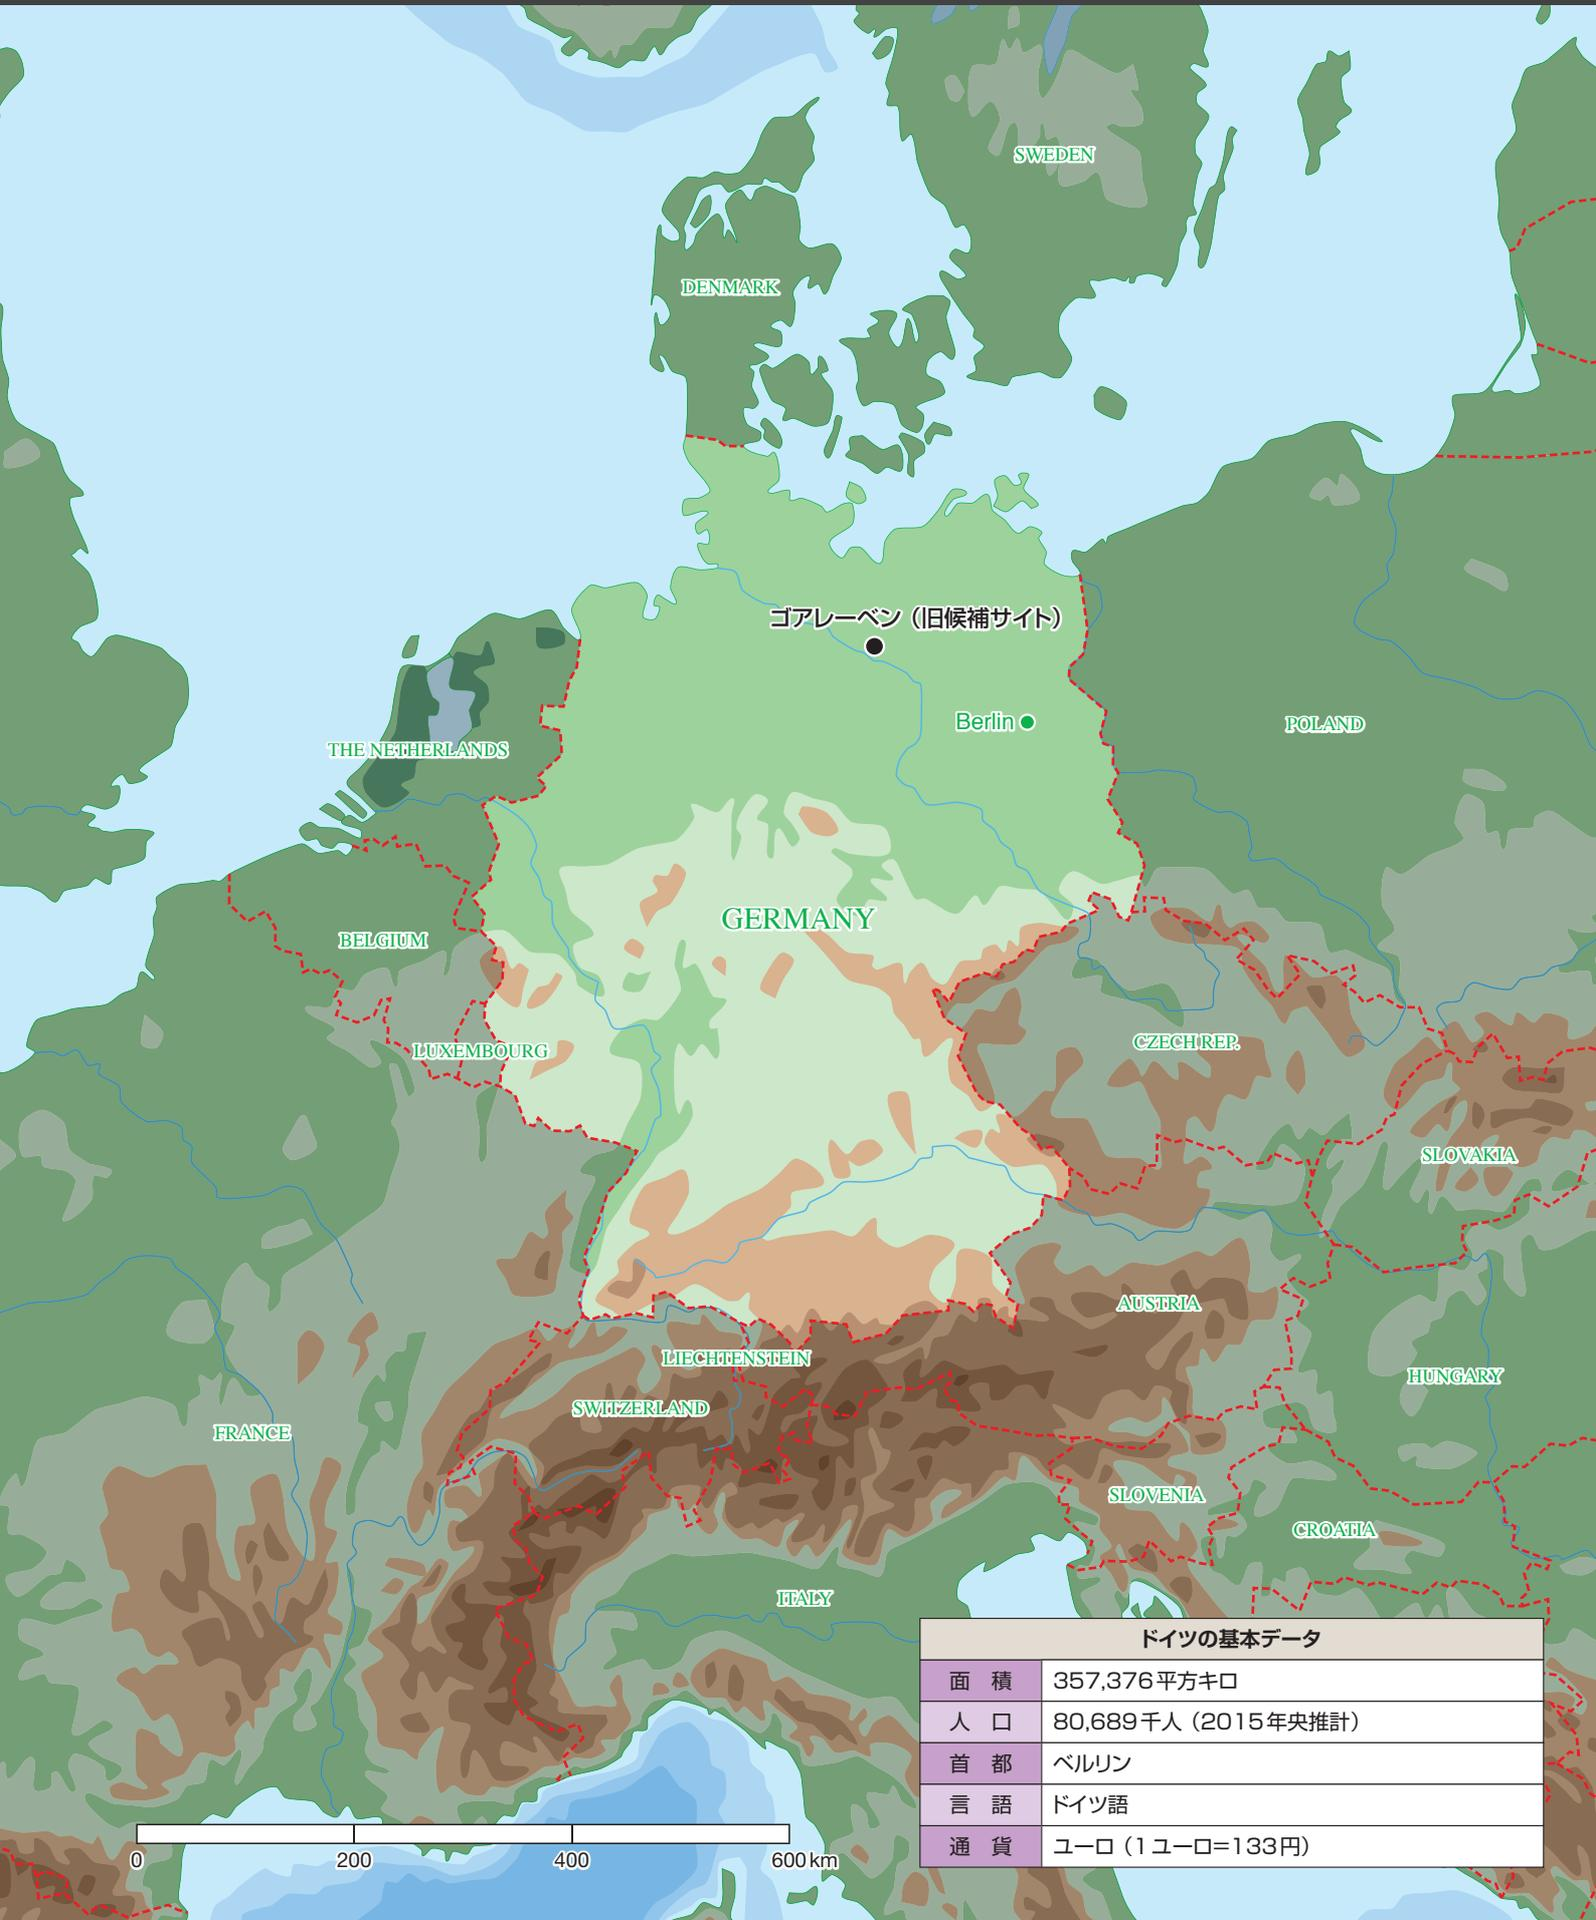 SWEDEN
DENMARK
ゴアレーベン（旧候補サイト）
Berlin
POLAND
THE NETHERLANDS
GERMANY
BELGIUM
CZECH REP.
LUXEMBOURG
SLOVAKIA
AUSTRIA
LIECHTENSTEIN
HUNGARY
SWITZERLAND
FRANCE
SLOVENIA
CROATIA
ITALY
ドイツの基本データ
面　積 357,376平方キロ
人　口 80,689千人（2015年央推計）
首　都 ベルリン
言　語 ドイツ語
通　貨 ユーロ（1ユーロ=133円）
0 200 400 600km